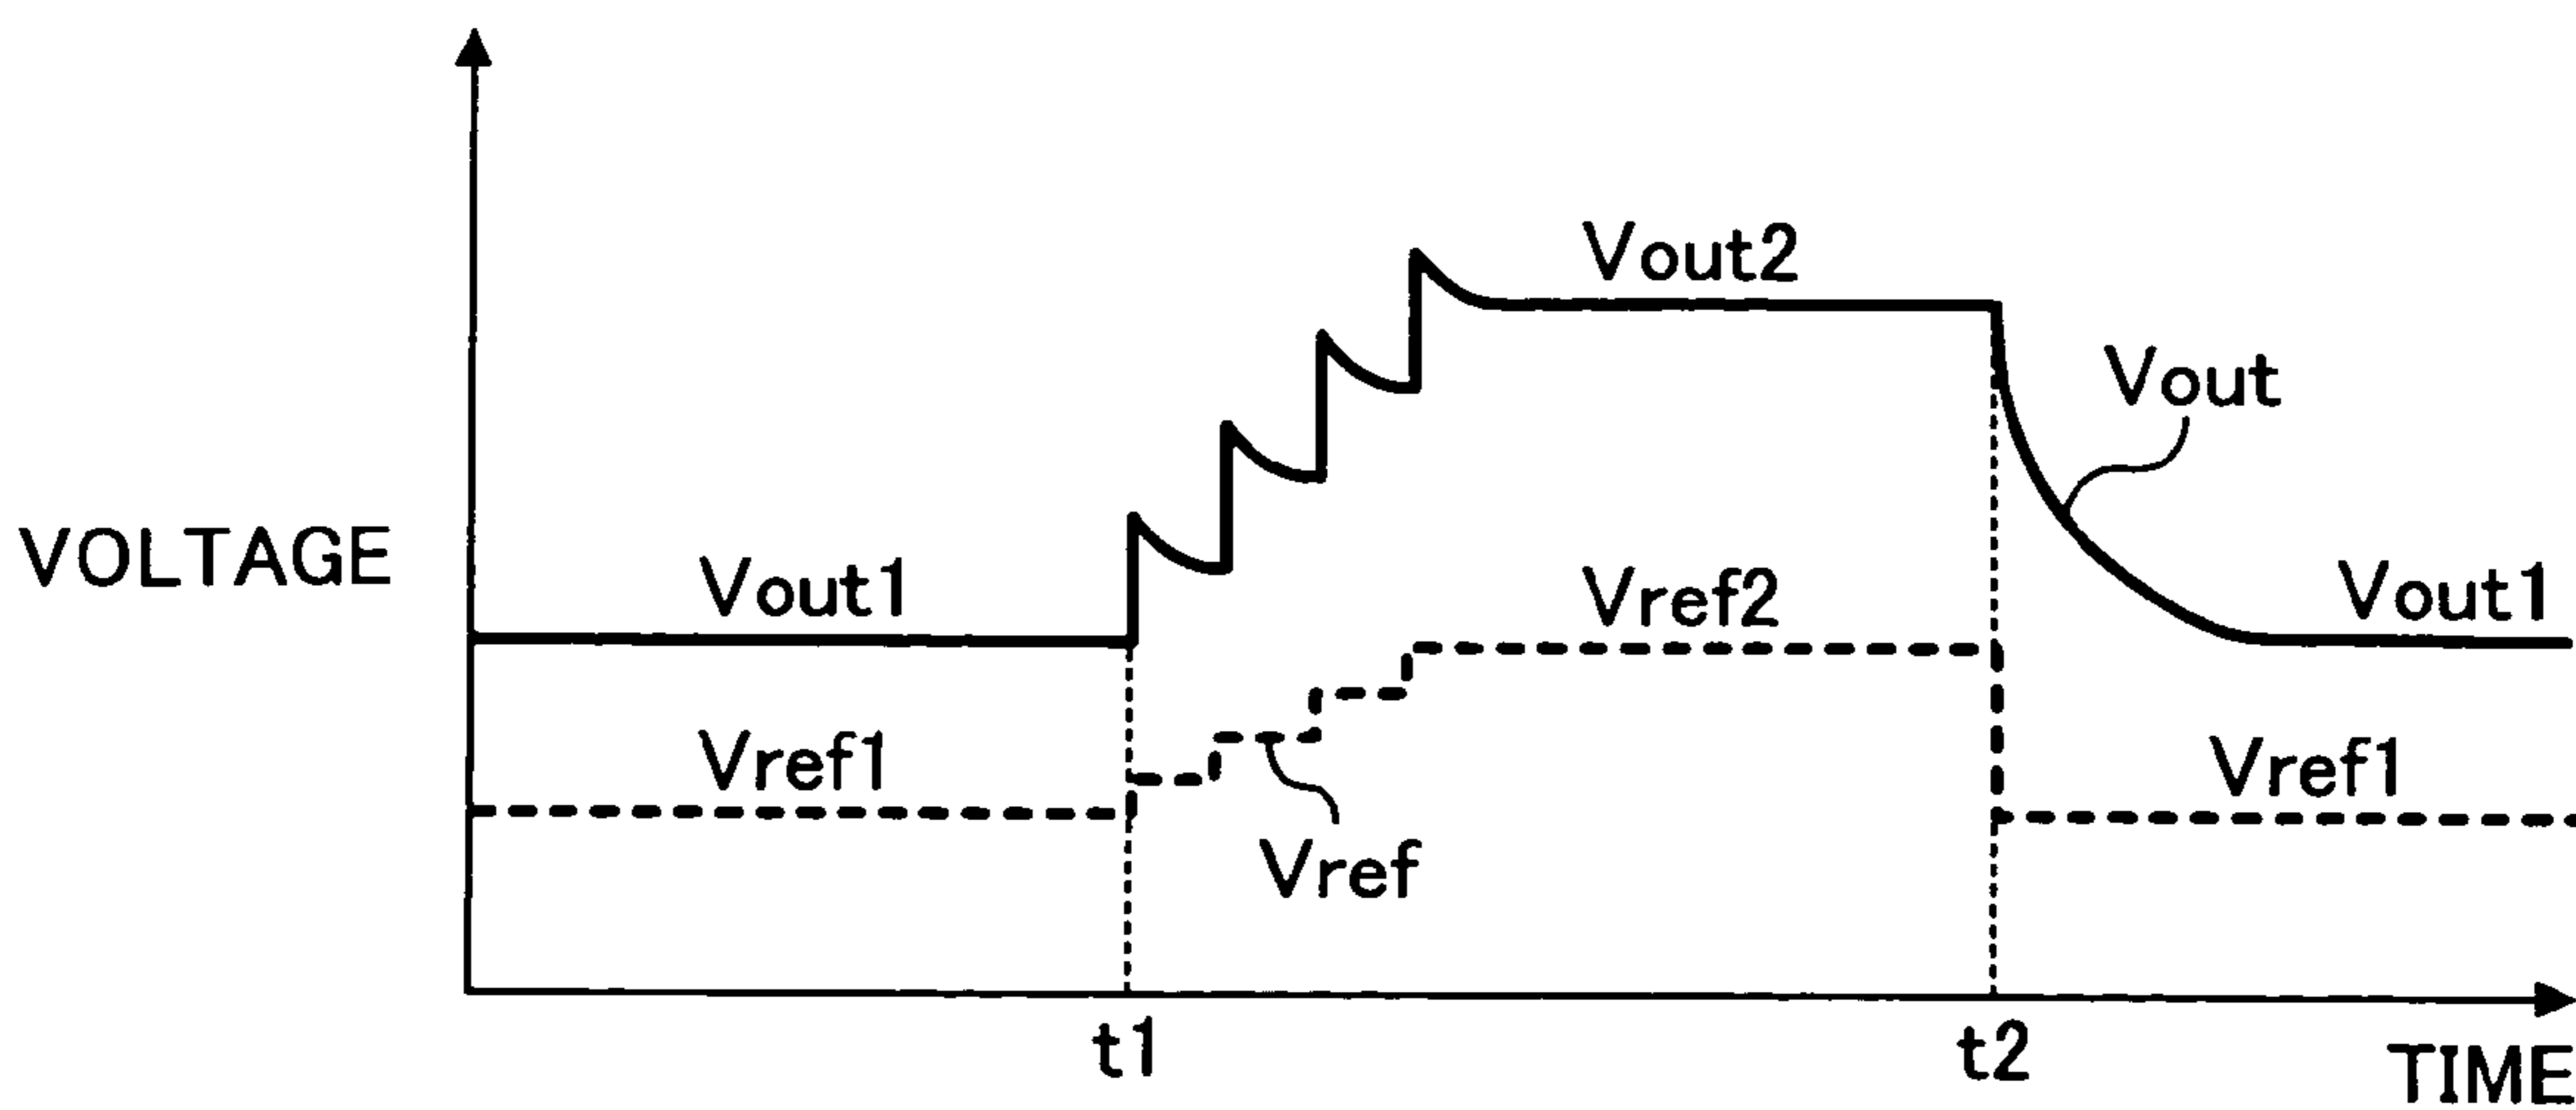 Vout2
Vout
VOLTAGE
Vout1
Vref2
Vout1
Vref1
Vref1
Vref
t1
t2
TIME